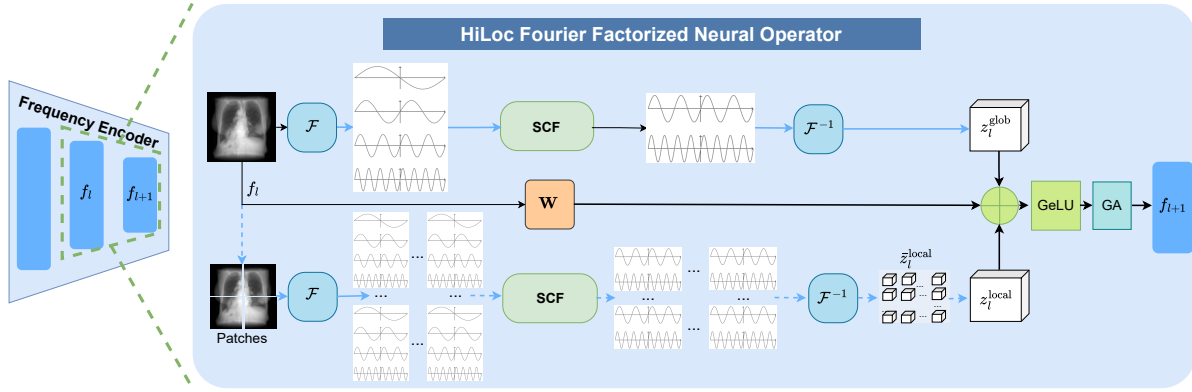 HiLoc Fourier Factorized Neural Operator
Frequency Encoder
f_l
f_{l+1}
𝓕
SCF
𝓕^{-1}
z_l^{glob}
f_l
W
GeLU
GA
f_{l+1}
Patches
𝓕
...
...
...
...
...
...
SCF
...
...
...
...
𝓕^{-1}
z̄_l^{local}
...
...
...
...
z_l^{local}